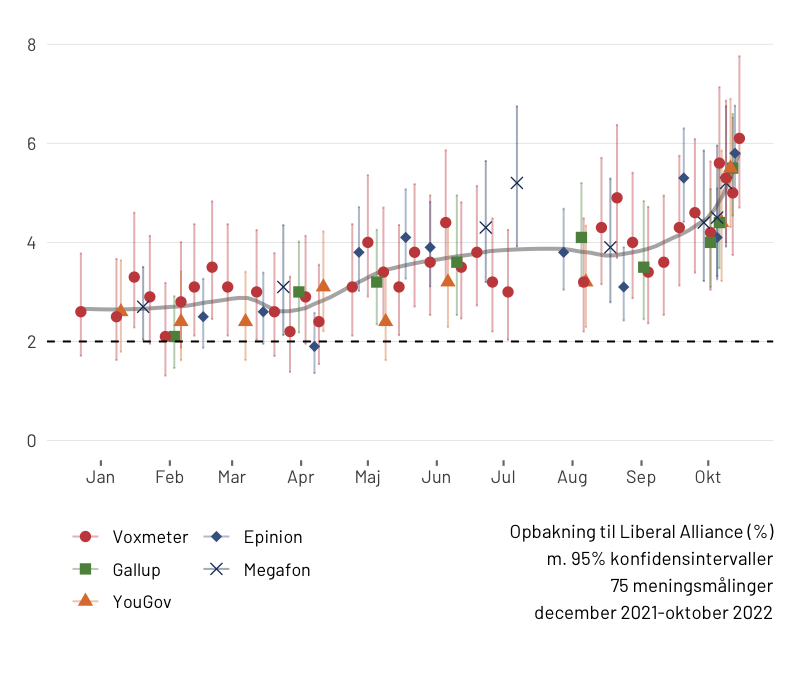 8
6
4
2
0
Jan Feb Mar Apr Maj Jun Jul Aug Sep Okt
Voxmeter Epinion
Gallup Megafon
YouGov
Opbakning til Liberal Alliance (%)
m. 95% konfidensintervaller
75 meningsmålinger
december 2021-oktober 2022